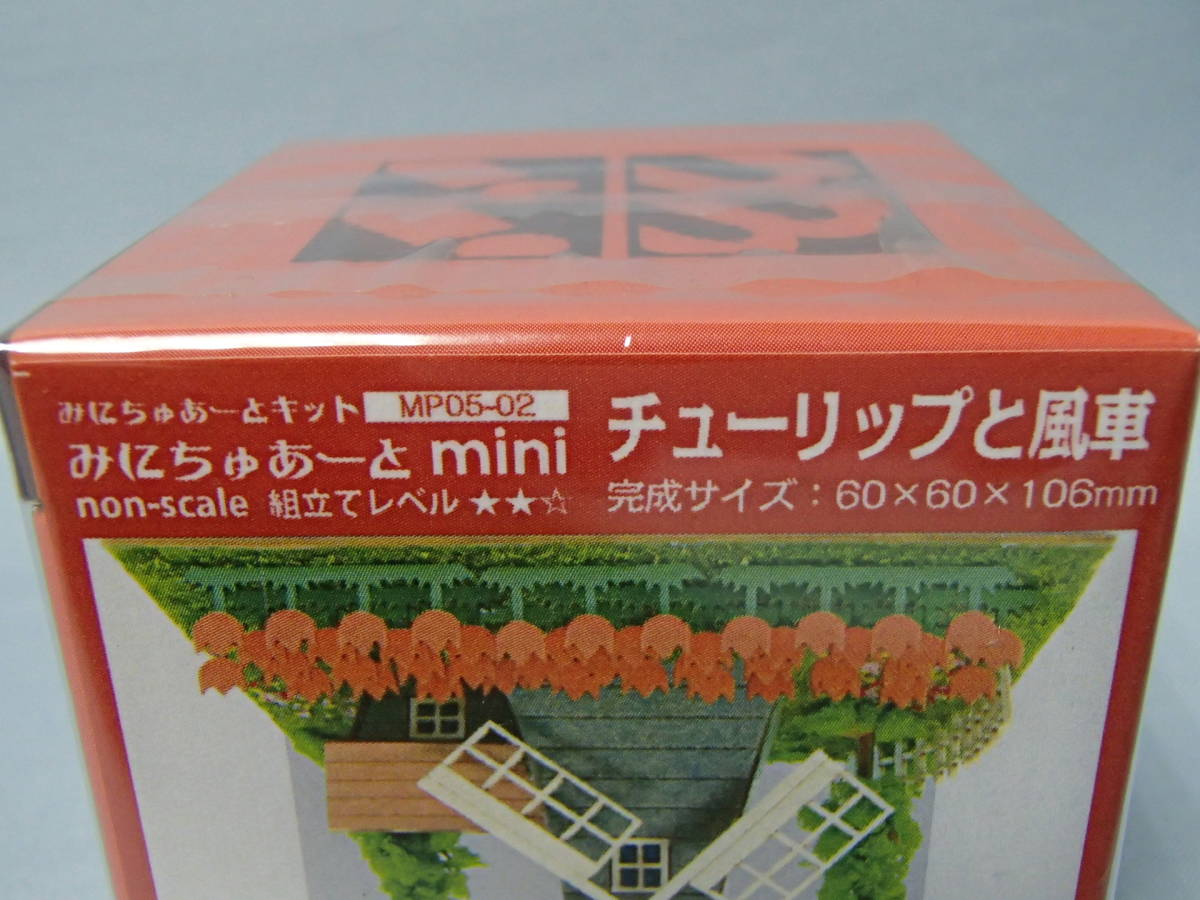 みにちゅあーとキット MP05-02
みにちゅあーと mini
チューリップと風車
non-scale 組立てレベル ★★☆
完成サイズ：60×60×106mm